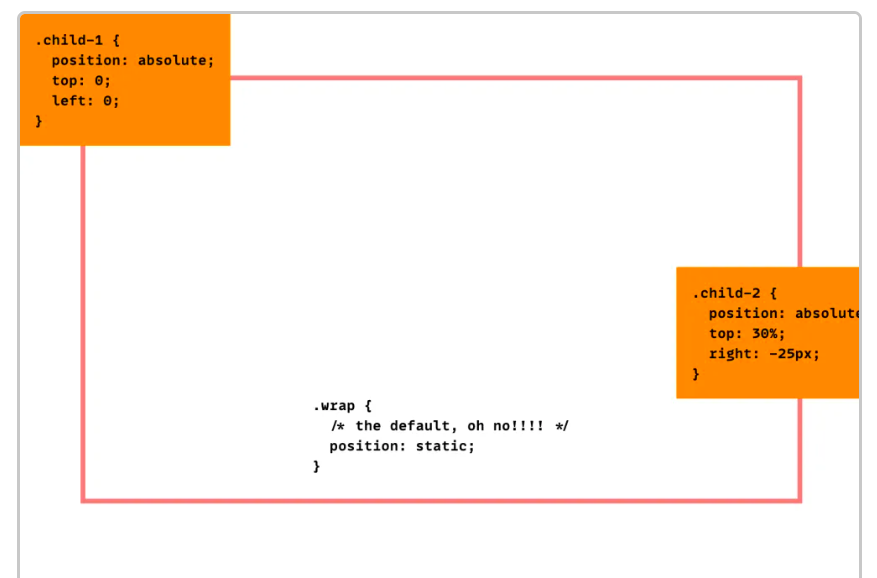 .child-1 {
  position: absolute;
  top: 0;
  left: 0;
}
.child-2 {
  position: absolute
  top: 30%;
  right: -25px;
}
.wrap {
  /* the default, oh no!!!! */
  position: static;
}